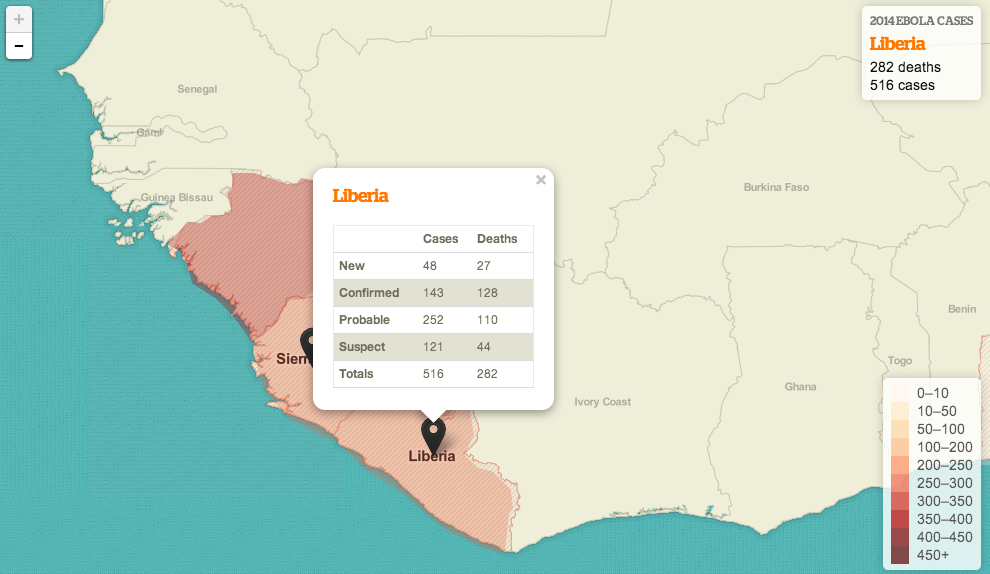 +
−
2014 EBOLA CASES
Liberia
282 deaths
516 cases
Senegal
Gami
Guinea Bissau
Burkina Faso
Benin
Togo
Ghana
Ivory Coast
Sierr
Liberia
Liberia
×
Cases Deaths
New 48 27
Confirmed 143 128
Probable 252 110
Suspect 121 44
Totals 516 282
0–10
10–50
50–100
100–200
200–250
250–300
300–350
350–400
400–450
450+